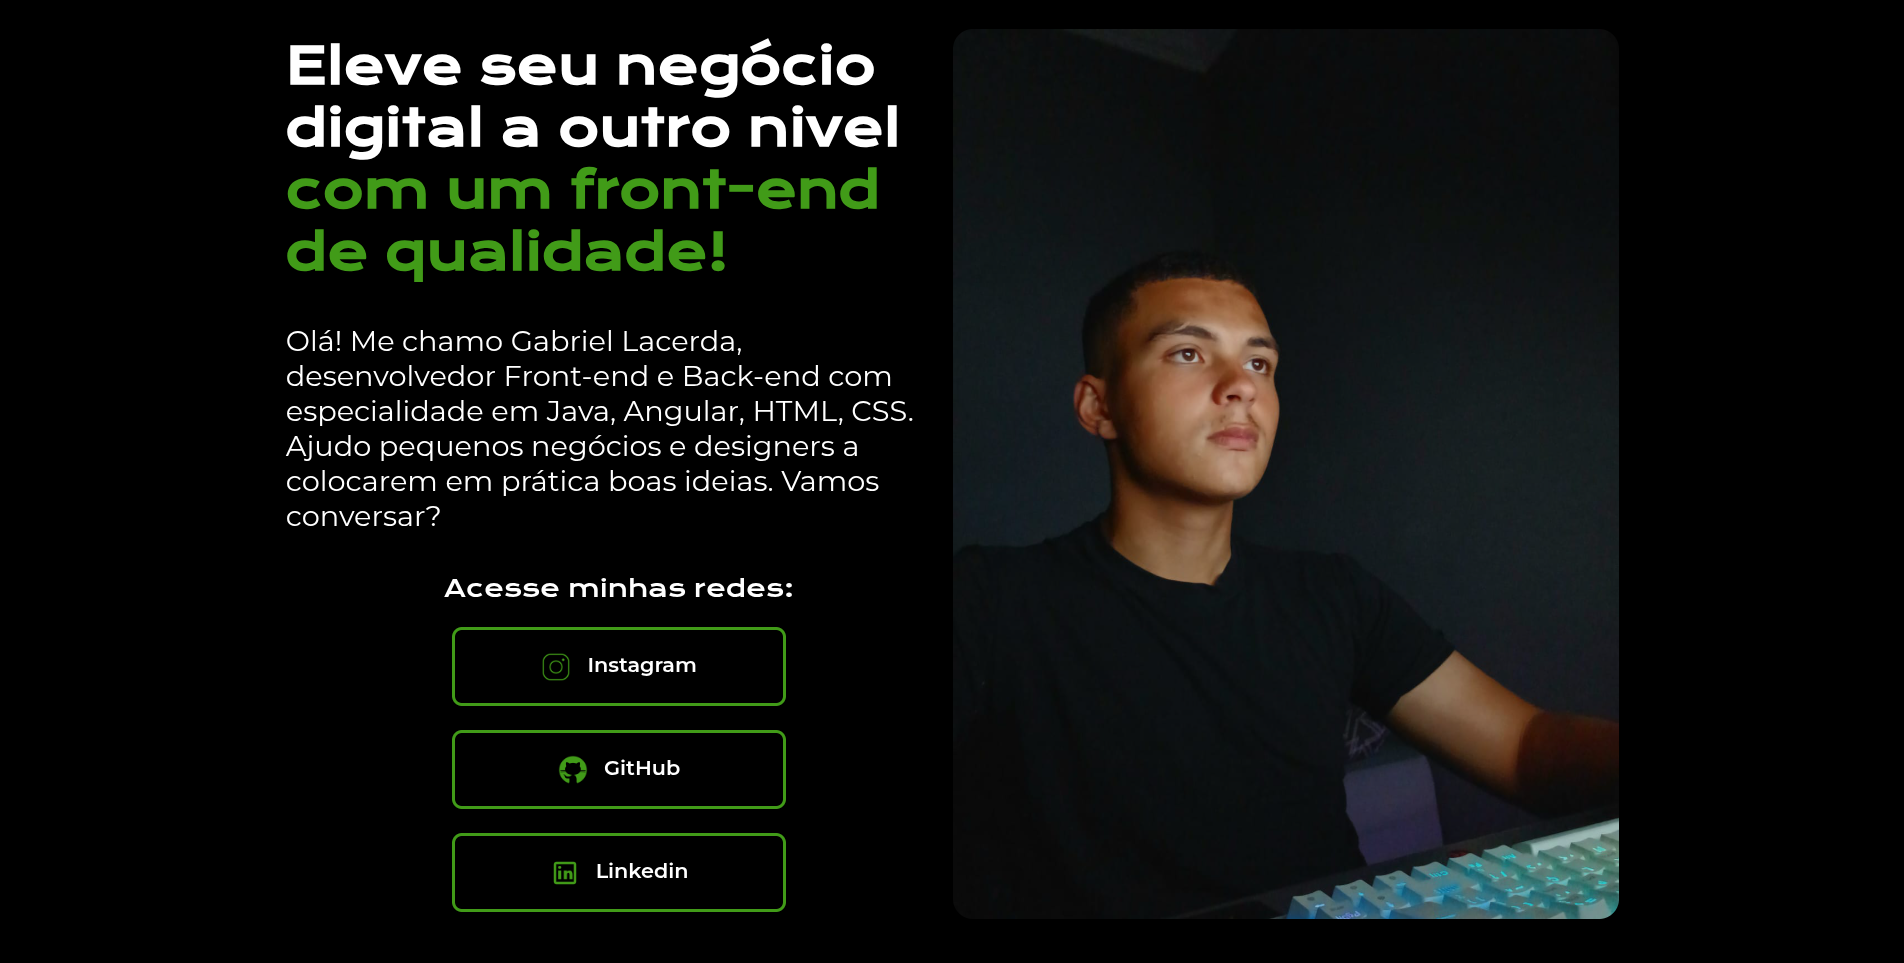 Eleve seu negócio
digital a outro nivel
com um front-end
de qualidade!
Olá! Me chamo Gabriel Lacerda,
desenvolvedor Front-end e Back-end com
especialidade em Java, Angular, HTML, CSS.
Ajudo pequenos negócios e designers a
colocarem em prática boas ideias. Vamos
conversar?
Acesse minhas redes:
Instagram
GitHub
Linkedin